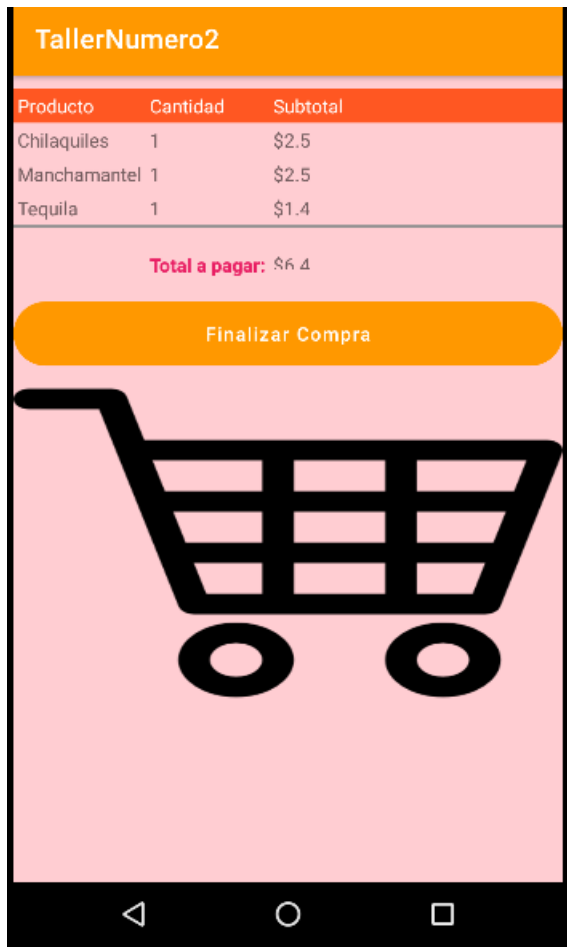 TallerNumero2
Producto Cantidad Subtotal
Chilaquiles 1 $2.5
Manchamantel 1 $2.5
Tequila 1 $1.4
Total a pagar: $6.4
Finalizar Compra